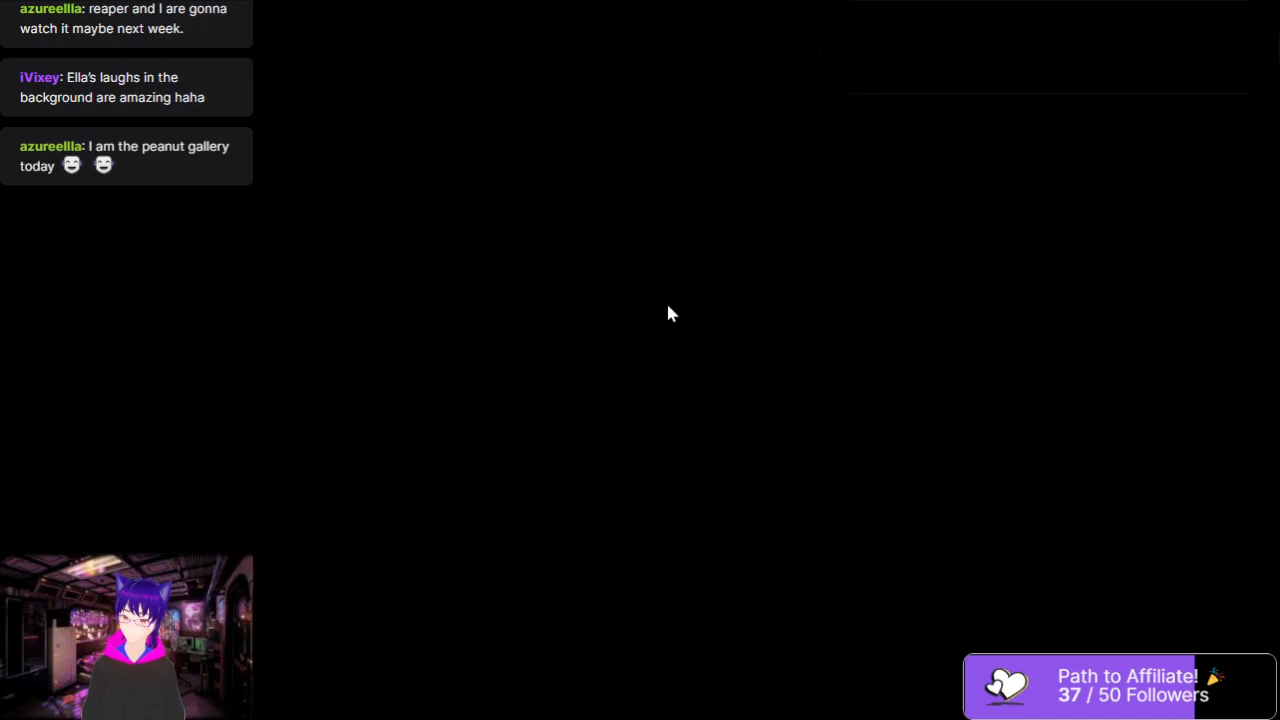 azureellla: reaper and I are gonna
watch it maybe next week.
iVixey: Ella's laughs in the
background are amazing haha
azureellla: I am the peanut gallery
today
Path to Affiliate! 🎉
37 / 50 Followers